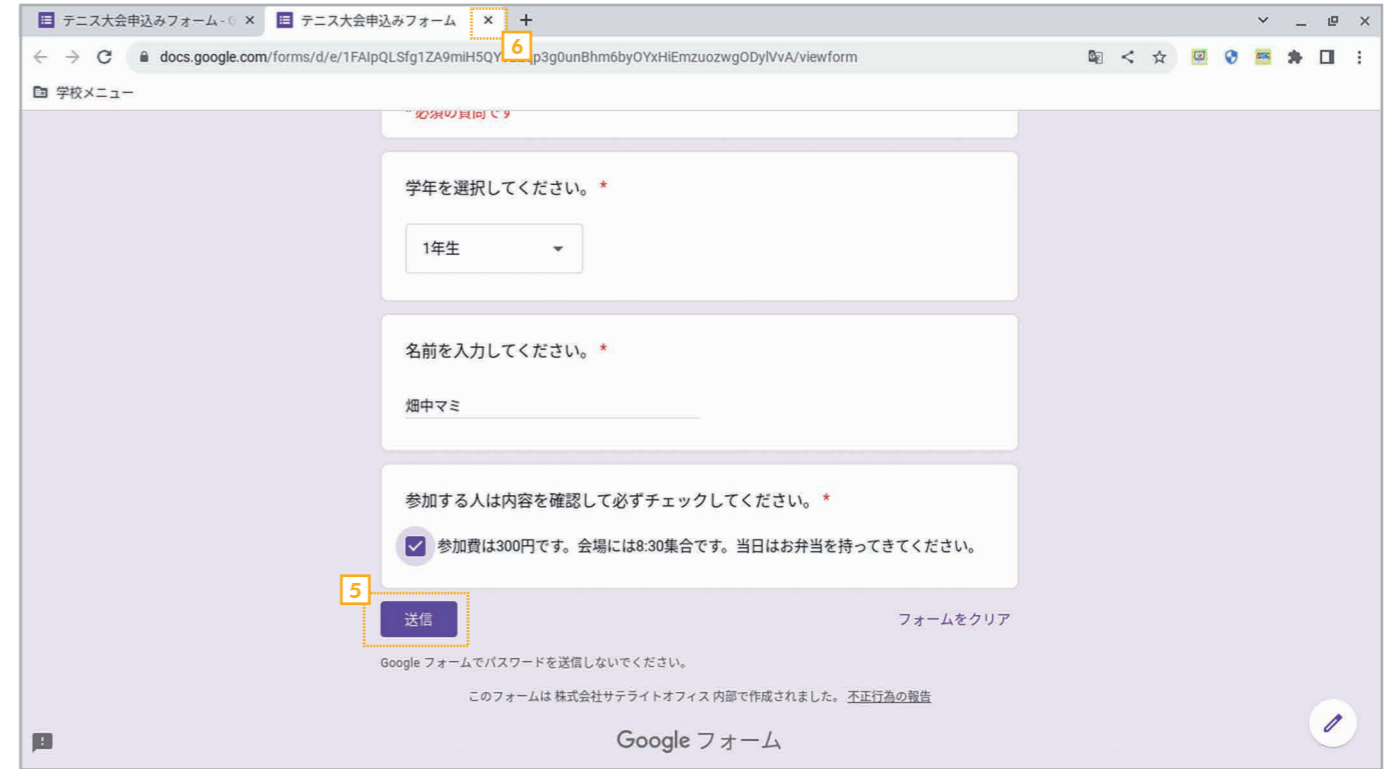 テニス大会申込みフォーム - G
テニス大会申込みフォーム
6
docs.google.com/forms/d/e/1FAIpQLSfg1ZA9miH5QY
p3g0unBhm6byOYxHiEmzuozwgODylVvA/viewform
学校メニュー
* 必須の質問です
学年を選択してください。 *
1年生
名前を入力してください。 *
畑中マミ
参加する人は内容を確認して必ずチェックしてください。 *
参加費は300円です。会場には8:30集合です。当日はお弁当を持ってきてください。
5
送信
フォームをクリア
Google フォームでパスワードを送信しないでください。
このフォームは 株式会社サテライトオフィス 内部で作成されました。 不正行為の報告
Google フォーム